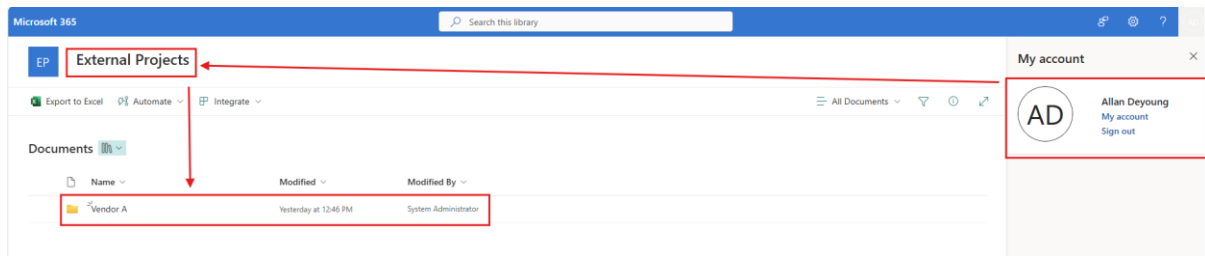 Microsoft 365 Search this library ?
EP External Projects My account
Export to Excel Automate Integrate All Documents
AD Allan Deyoung
My account
Sign out
Documents
Name Modified Modified By
Vendor A Yesterday at 12:46 PM System Administrator